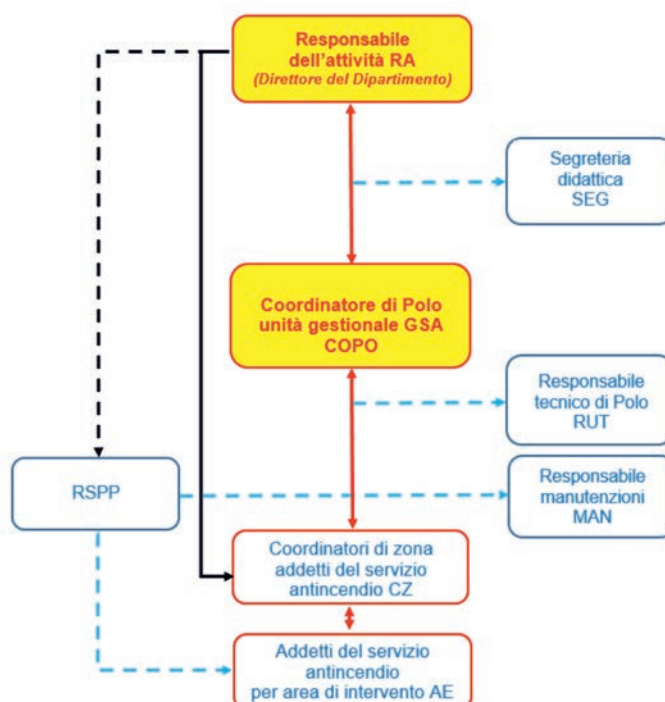 Responsabile
dell'attività RA
(Direttore del Dipartimento)
Segreteria
didattica
SEG
Coordinatore di Polo
unità gestionale GSA
COPO
Responsabile
tecnico di Polo
RUT
RSPP
Responsabile
manutenzioni
MAN
Coordinatori di zona
addetti del servizio
antincendio CZ
Addetti del servizio
antincendio
per area di intervento AE